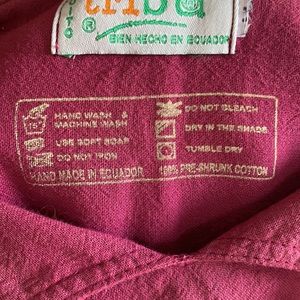 tribu
®
BIEN HECHO EN ECUADOR
HAND WASH &
MACHINE WASH
USE SOFT SOAP
DO NOT IRON
HAND MADE IN ECUADOR
DO NOT BLEACH
DRY IN THE SHADE
TUMBLE DRY
100% PRE-SHRUNK COTTON